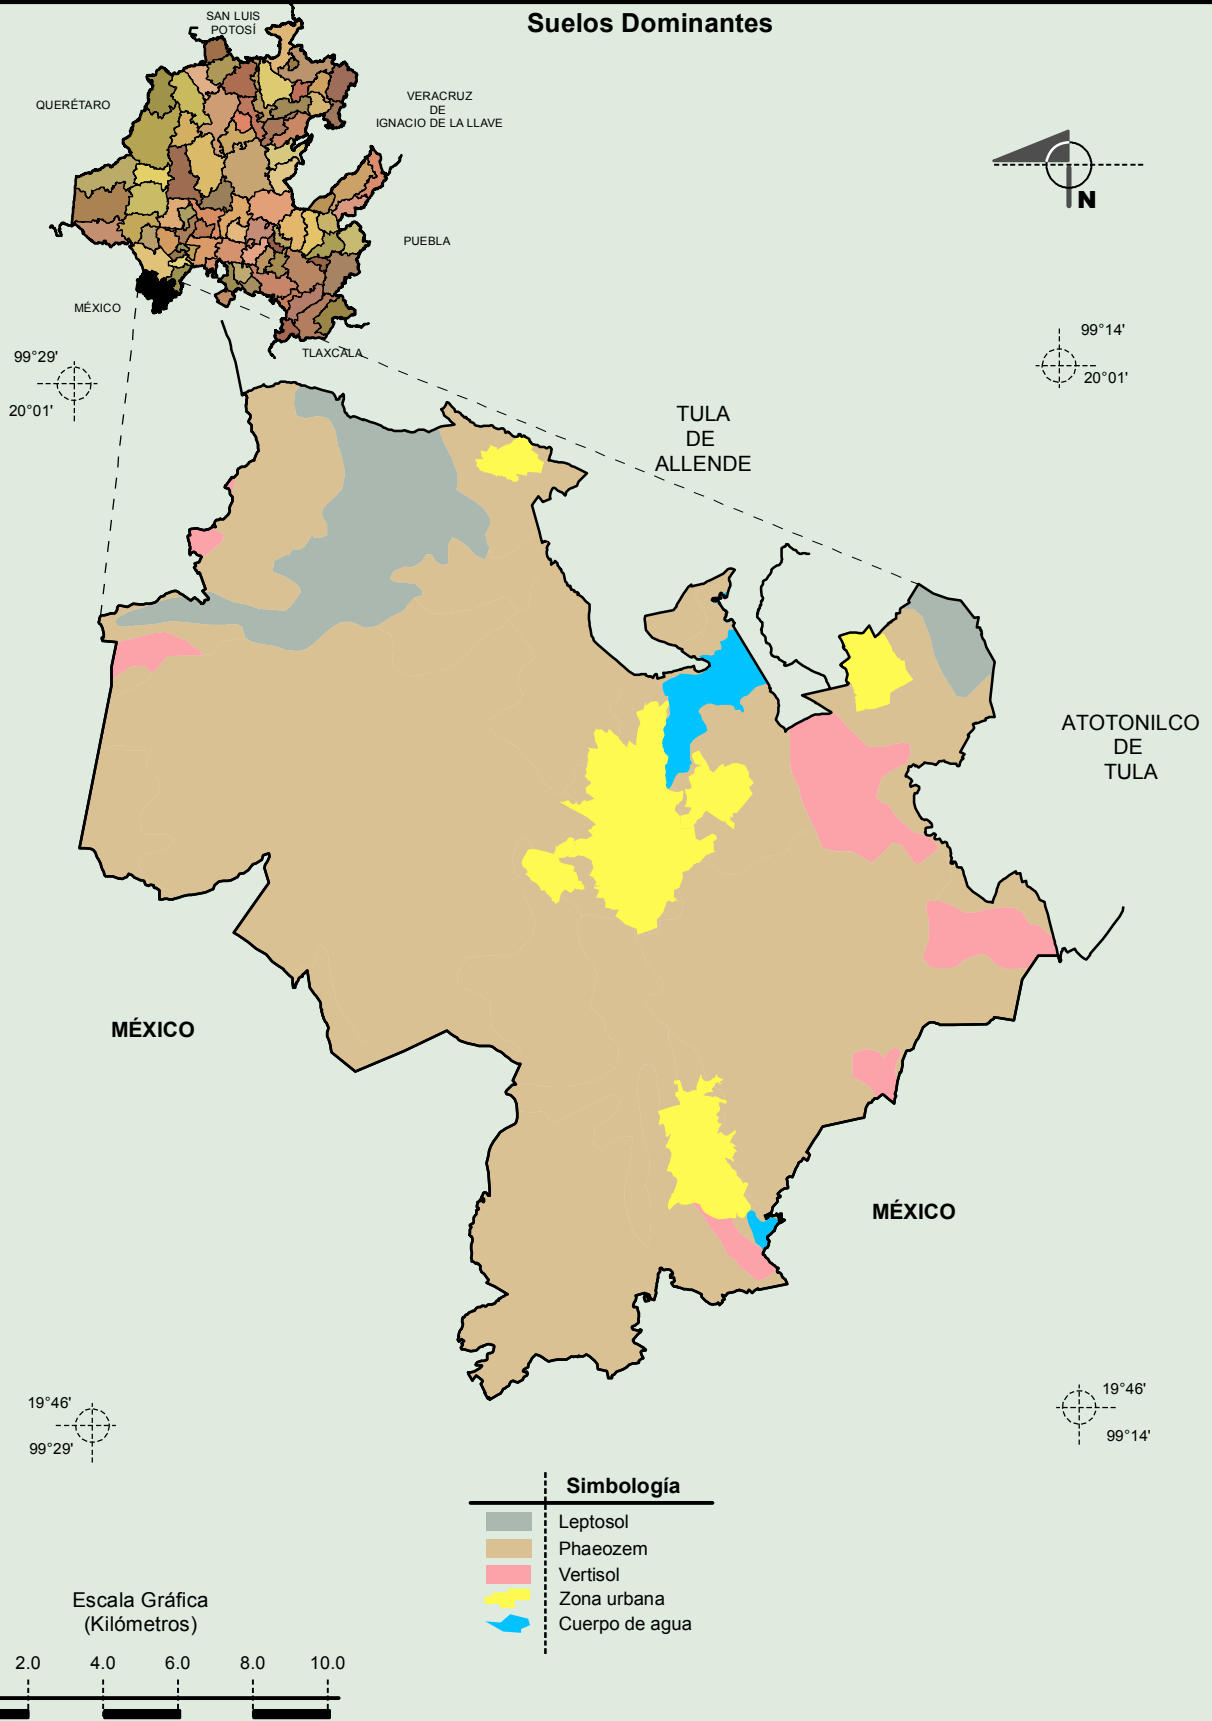 Suelos Dominantes
SAN LUIS
POTOSÍ
QUERÉTARO
VERACRUZ
DE
IGNACIO DE LA LLAVE
PUEBLA
MÉXICO
TLAXCALA
N
99°29'
20°01'
99°14'
20°01'
TULA
DE
ALLENDE
ATOTONILCO
DE
TULA
MÉXICO
MÉXICO
19°46'
99°29'
19°46'
99°14'
Simbología
Leptosol
Phaeozem
Vertisol
Zona urbana
Cuerpo de agua
Escala Gráfica
(Kilómetros)
2.0 4.0 6.0 8.0 10.0